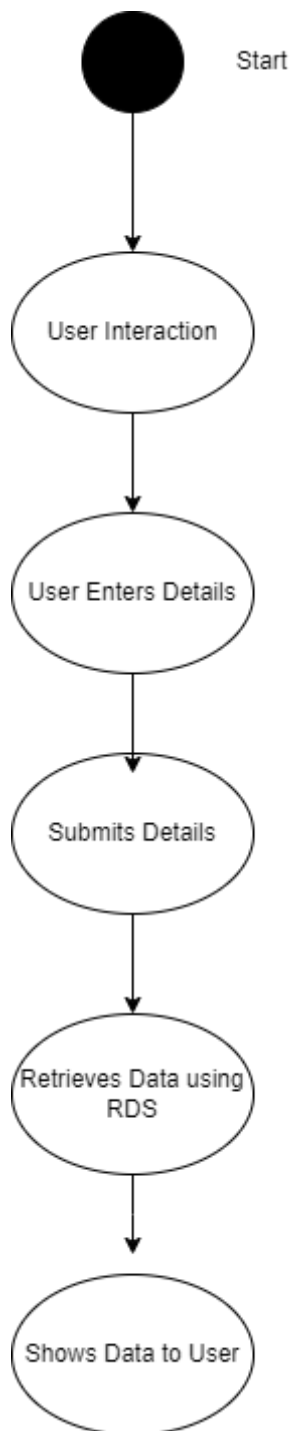 Start
User Interaction
User Enters Details
Submits Details
Retrieves Data using
RDS
Shows Data to User